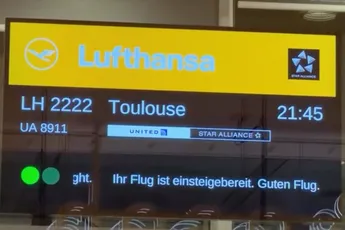 Lufthansa
STAR ALLIANCE
LH 2222 Toulouse 21:45
UA 8911 UNITED STAR ALLIANCE
ght. Ihr Flug ist einsteigebereit. Guten Flug.